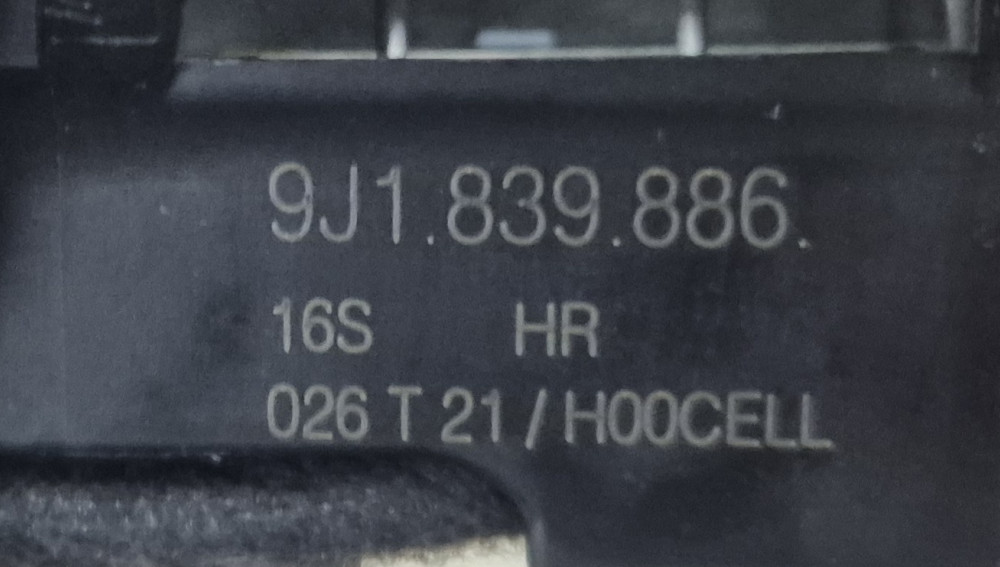 9J1.839.886.
16S HR
026 T 21 / H00CELL